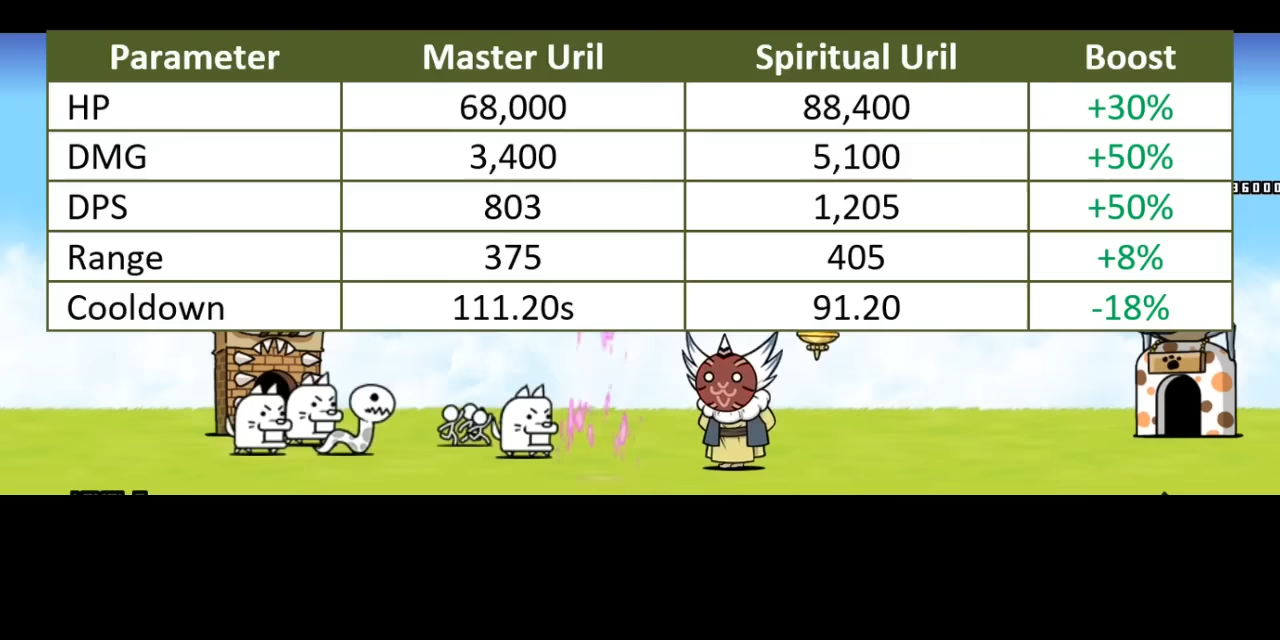 Parameter Master Uril Spiritual Uril Boost
HP 68,000 88,400 +30%
DMG 3,400 5,100 +50%
DPS 803 1,205 +50%
Range 375 405 +8%
Cooldown 111.20s 91.20 -18%